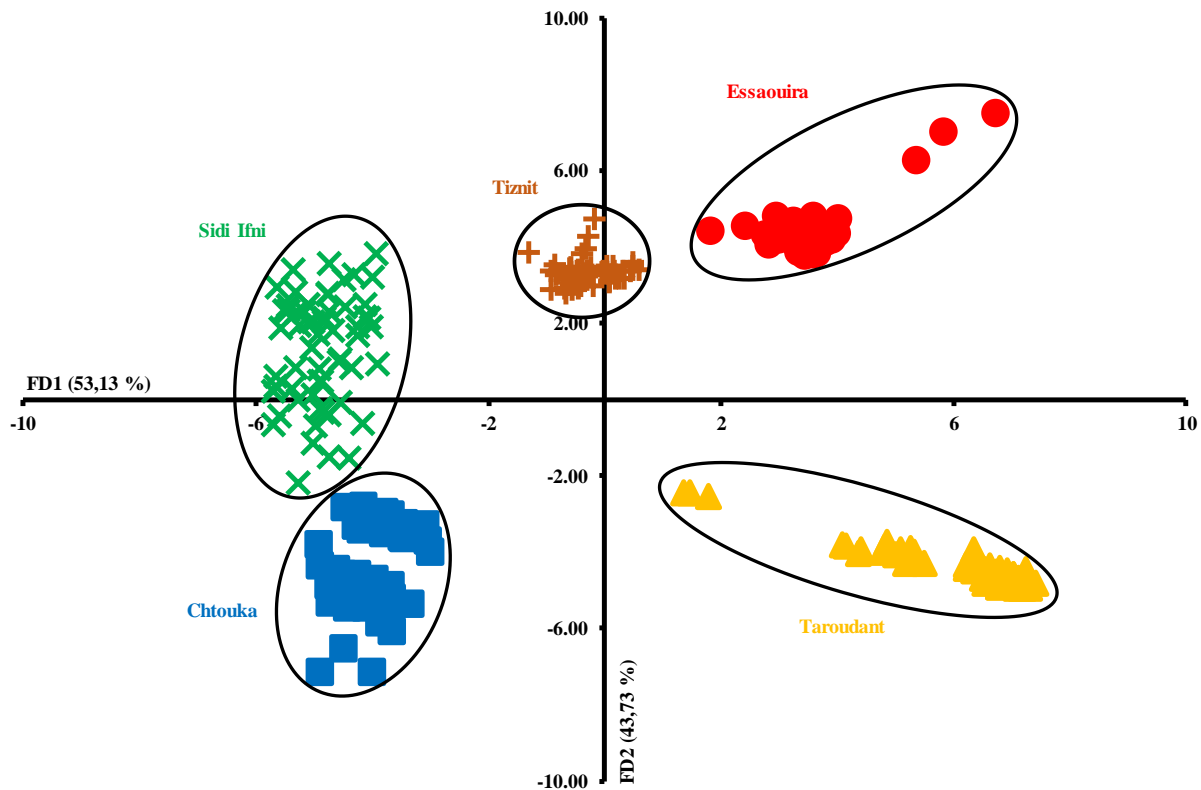 10.00
Essaouira
6.00
Tiznit
Sidi Ifni
2.00
FD1 (53,13 %)
-10
-6
-2
2
6
10
-2.00
Chtouka
-6.00
Taroudant
FD2 (43,73 %)
-10.00